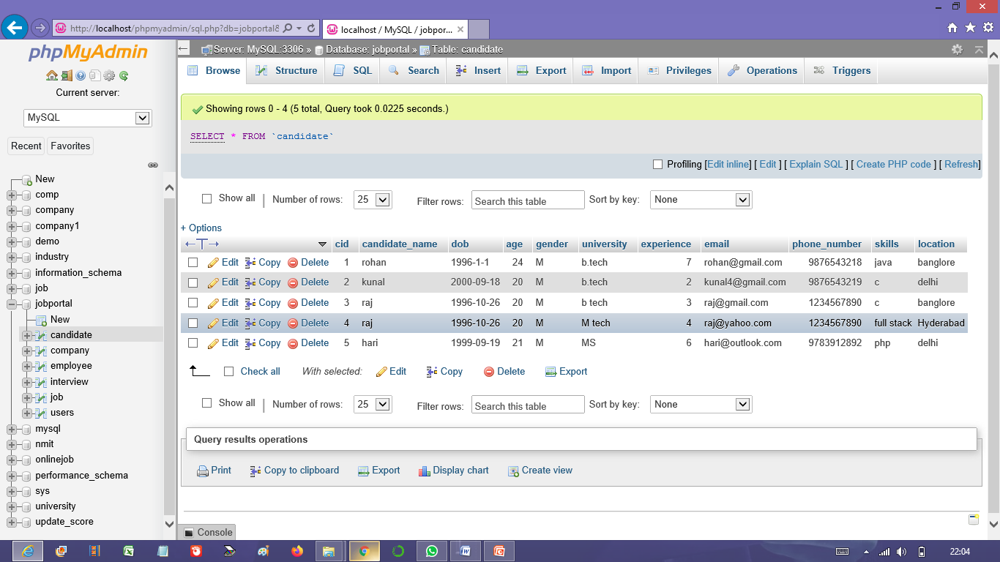 http://localhost/phpmyadmin/sql.php?db=jobportal&
localhost / MySQL / jobpor...
phpMyAdmin
Current server:
MySQL
Recent Favorites
New
comp
company
company1
demo
industry
information_schema
job
jobportal
New
candidate
company
employee
interview
job
users
mysql
nmit
onlinejob
performance_schema
sys
university
update_score
Server: MySQL:3306 » Database: jobportal » Table: candidate
Browse Structure SQL Search Insert Export Import Privileges Operations Triggers
Showing rows 0 - 4 (5 total, Query took 0.0225 seconds.)
SELECT * FROM `candidate`
Profiling [Edit inline] [ Edit ] [ Explain SQL ] [ Create PHP code ] [ Refresh]
Show all | Number of rows: 25 Filter rows: Search this table Sort by key: None
+ Options
←T→ cid candidate_name dob age gender university experience email phone_number skills location
Edit Copy Delete 1 rohan 1996-1-1 24 M b.tech 7 rohan@gmail.com 9876543218 java banglore
Edit Copy Delete 2 kunal 2000-09-18 20 M b.tech 2 kunal4@gmail.com 9876543219 c delhi
Edit Copy Delete 3 raj 1996-10-26 20 M b tech 3 raj@gmail.com 1234567890 c banglore
Edit Copy Delete 4 raj 1996-10-26 20 M M tech 4 raj@yahoo.com 1234567890 full stack Hyderabad
Edit Copy Delete 5 hari 1999-09-19 21 M MS 6 hari@outlook.com 9783912892 php delhi
Check all With selected: Edit Copy Delete Export
Show all | Number of rows: 25 Filter rows: Search this table Sort by key: None
Query results operations
Print Copy to clipboard Export Display chart Create view
Console
22:04